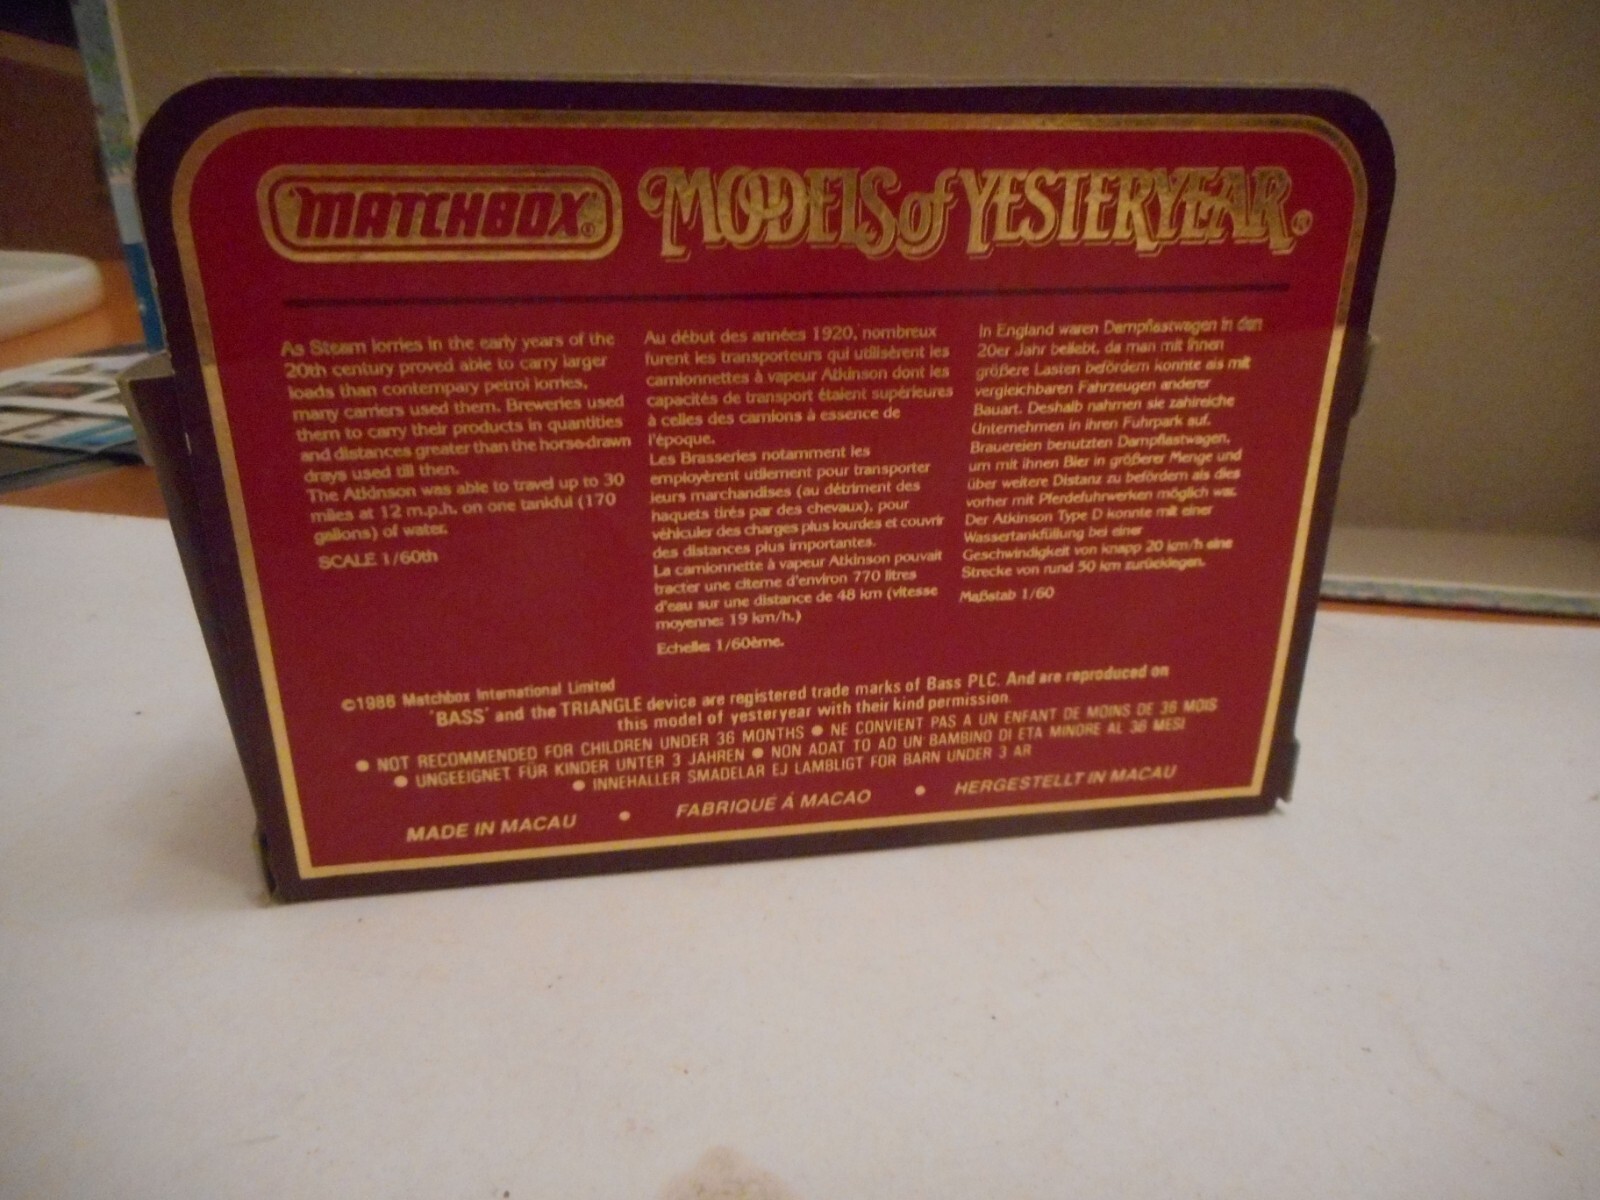 MATCHBOX® MODELS of YESTERYEAR®
As Steam lorries in the early years of the
20th century proved able to carry larger
loads than contempary petrol lorries,
many carriers used them. Breweries used
them to carry their products in quantities
and distances greater than the horse-drawn
drays used till then.
The Atkinson was able to travel up to 30
miles at 12 m.p.h. on one tankful (170
gallons) of water.
SCALE 1/60th
Au début des années 1920, nombreux
furent les transporteurs qui utilisèrent les
camionnettes à vapeur Atkinson dont les
capacités de transport étaient supérieures
à celles des camions à essence de
l'époque.
Les Brasseries notamment les
employèrent utilement pour transporter
leurs marchandises (au détriment des
haquets tirés par des chevaux), pour
véhiculer des charges plus lourdes et couvrir
des distances plus importantes.
La camionnette à vapeur Atkinson pouvait
tracter une citerne d'environ 770 litres
d'eau sur une distance de 48 km (vitesse
moyenne: 19 km/h.)
Echelle: 1/60ème.
In England waren Dampflastwagen in den
20er Jahr beliebt, da man mit ihnen
größere Lasten befördern konnte als mit
vergleichbaren Fahrzeugen anderer
Bauart. Deshalb nahmen sie zahlreiche
Unternehmen in ihren Fuhrpark auf.
Brauereien benutzten Dampflastwagen,
um mit ihnen Bier in größerer Menge und
über weitere Distanz zu befördern als dies
vorher mit Pferdefuhrwerken möglich war.
Der Atkinson Type D konnte mit einer
Wassertankfüllung bei einer
Geschwindigkeit von knapp 20 km/h eine
Strecke von rund 50 km zurücklegen.
Maßstab 1/60
©1986 Matchbox International Limited
'BASS' and the TRIANGLE device are registered trade marks of Bass PLC. And are reproduced on
this model of yesteryear with their kind permission.
● NOT RECOMMENDED FOR CHILDREN UNDER 36 MONTHS ● NE CONVIENT PAS A UN ENFANT DE MOINS DE 36 MOIS
● UNGEEIGNET FÜR KINDER UNTER 3 JAHREN ● NON ADAT TO AD UN BAMBINO DI ETA MINORE AL 36 MESI
● INNEHALLER SMADELAR EJ LAMBLIGT FOR BARN UNDER 3 AR
MADE IN MACAU ● FABRIQUÉ À MACAO ● HERGESTELLT IN MACAU